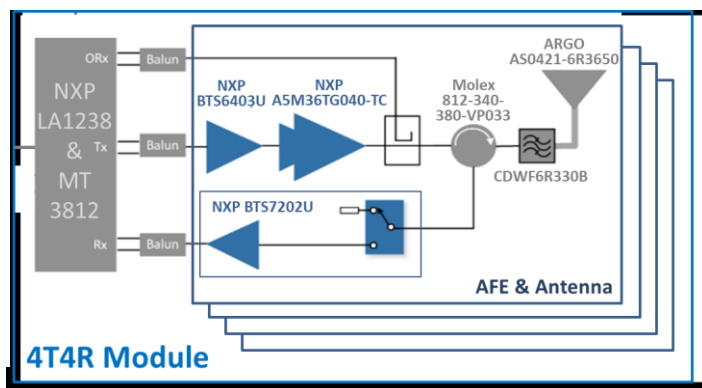 ORx
Balun
NXP
LA1238
&
MT
3812
Tx
Balun
Rx
Balun
NXP
BTS6403U
NXP
A5M36TG040-TC
Molex
812-340-
380-VP033
ARGO
AS0421-6R3650
CDWF6R330B
NXP BTS7202U
AFE & Antenna
4T4R Module